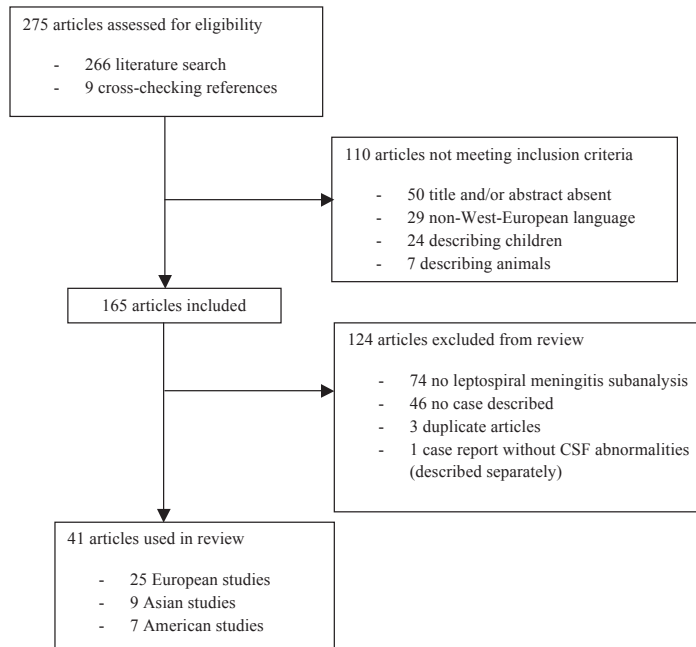 275 articles assessed for eligibility
- 266 literature search
- 9 cross-checking references
110 articles not meeting inclusion criteria
- 50 title and/or abstract absent
- 29 non-West-European language
- 24 describing children
- 7 describing animals
165 articles included
124 articles excluded from review
- 74 no leptospiral meningitis subanalysis
- 46 no case described
- 3 duplicate articles
- 1 case report without CSF abnormalities
(described separately)
41 articles used in review
- 25 European studies
- 9 Asian studies
- 7 American studies